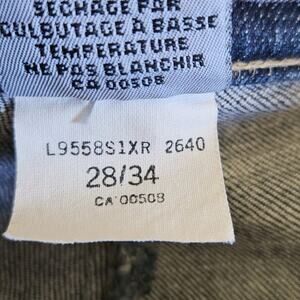 SECHAGE PAR
CULBUTAGE A BASSE
TEMPERATURE
NE PAS BLANCHIR
CA 00508
L9558S1XR 2640
28/34
CA 00508